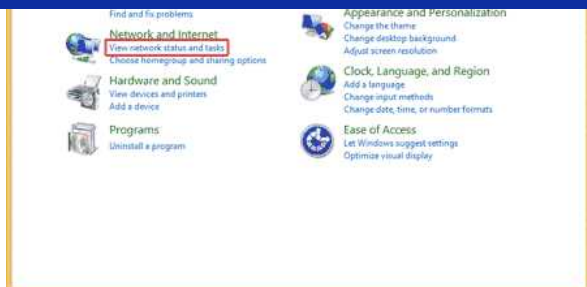 Find and fix problems
Network and Internet
View network status and tasks
Choose homegroup and sharing options
Hardware and Sound
View devices and printers
Add a device
Programs
Uninstall a program
Appearance and Personalization
Change the theme
Change desktop background
Adjust screen resolution
Clock, Language, and Region
Add a language
Change input methods
Change date, time, or number formats
Ease of Access
Let Windows suggest settings
Optimize visual display